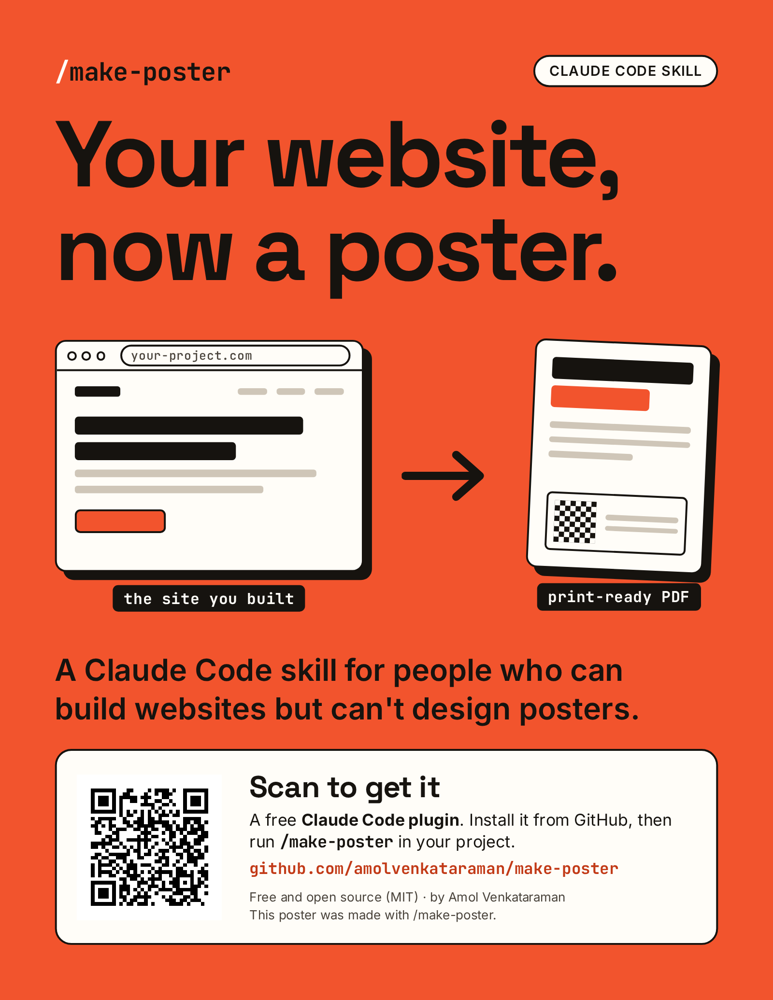 /make-poster
CLAUDE CODE SKILL
Your website,
now a poster.
your-project.com
the site you built
print-ready PDF
A Claude Code skill for people who can
build websites but can't design posters.
Scan to get it
A free Claude Code plugin. Install it from GitHub, then
run /make-poster in your project.
github.com/amolvenkataraman/make-poster
Free and open source (MIT) · by Amol Venkataraman
This poster was made with /make-poster.